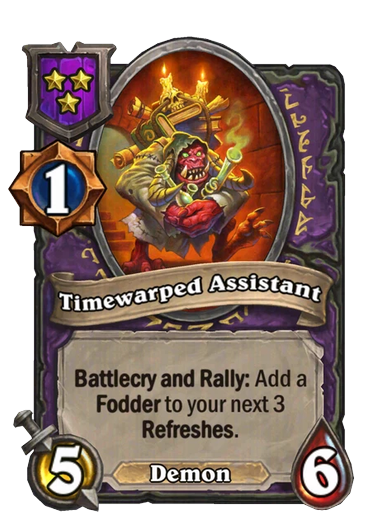 1
Timewarped Assistant
Battlecry and Rally: Add a
Fodder to your next 3
Refreshes.
5
Demon
6